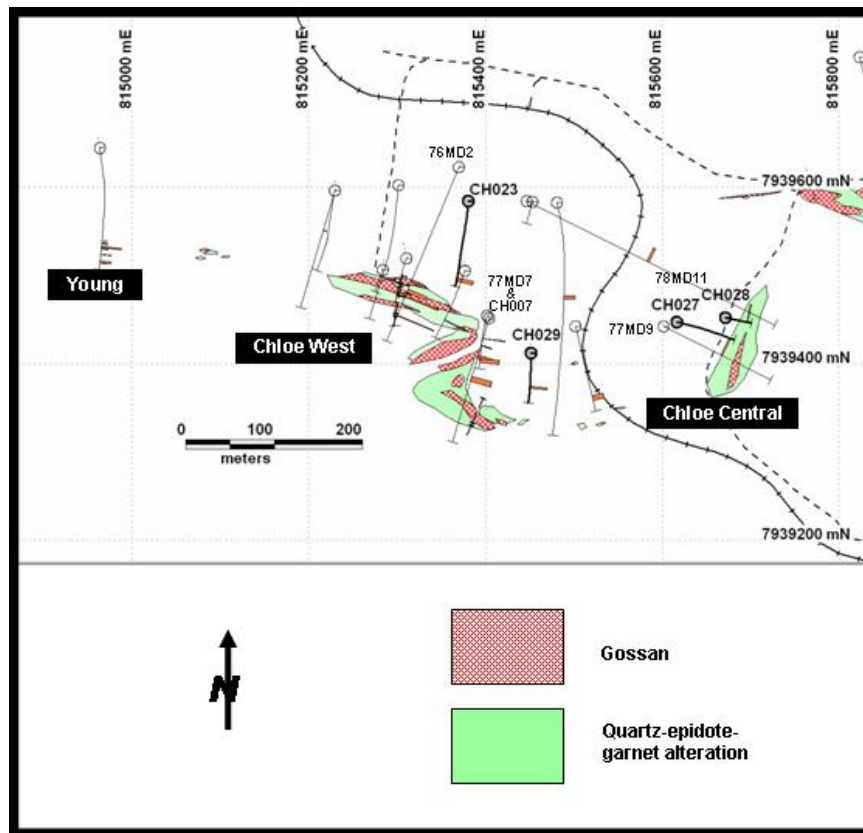 815000 mE
815200 mE
815400 mE
815600 mE
815800 mE
76MD2
7939600 mN
CH023
Young
77MD7
&
CH007
78MD11
CH028
CH027
77MD9
Chloe West
CH029
7939400 mN
Chloe Central
0 100 200
meters
7939200 mN
N
Gossan
Quartz-epidote-
garnet alteration